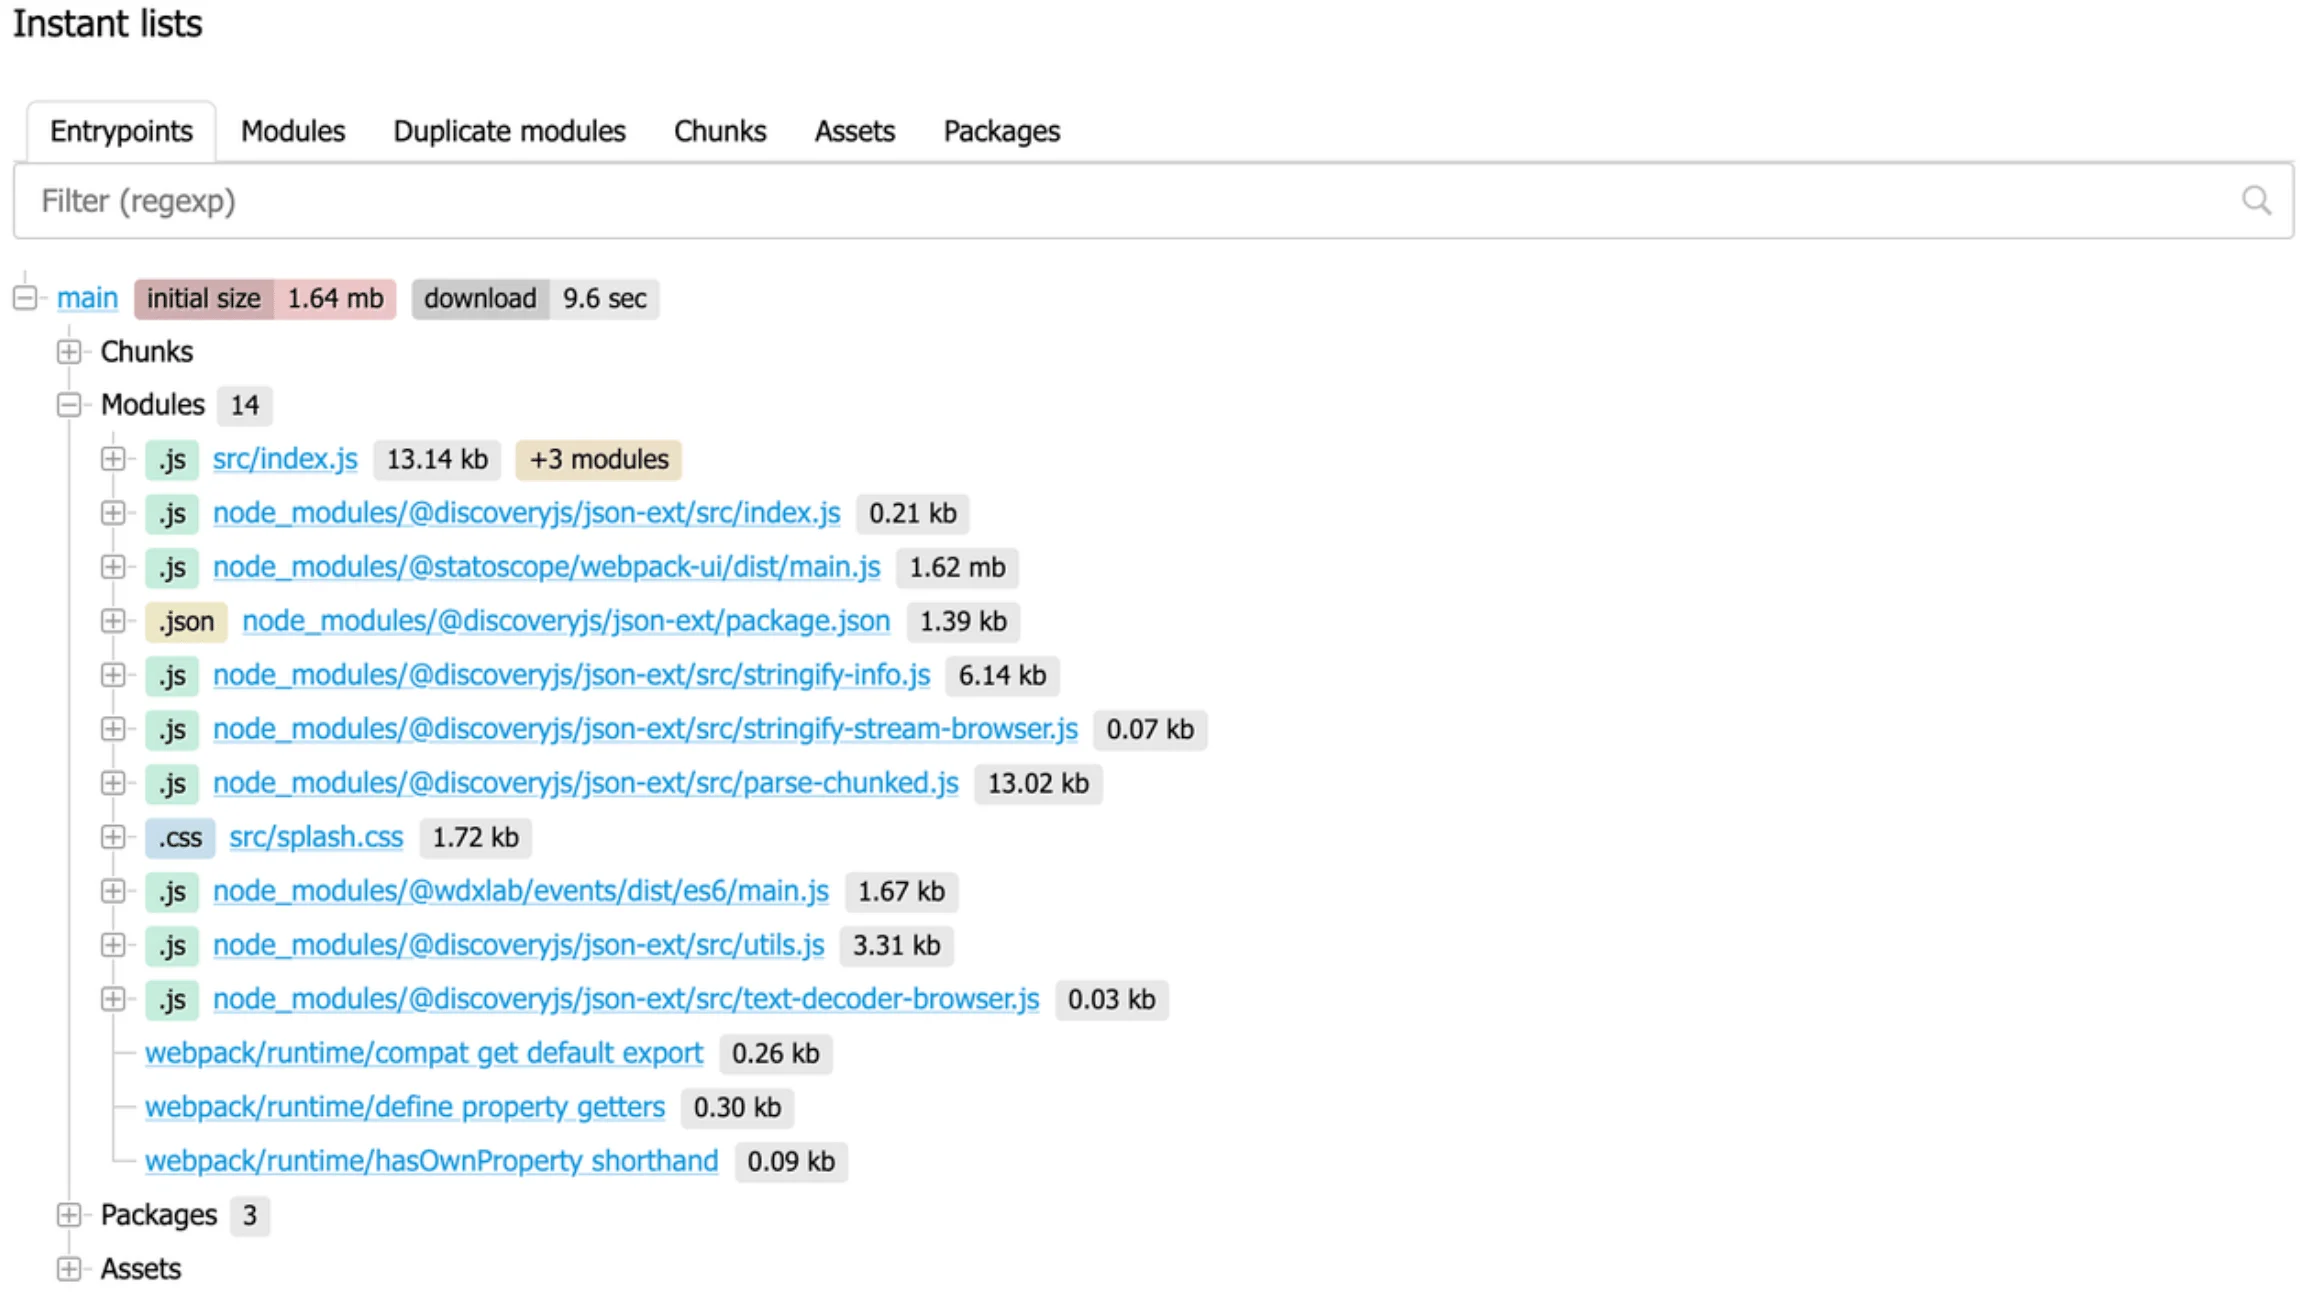 Instant lists
Entrypoints Modules Duplicate modules Chunks Assets Packages
Filter (regexp)
main initial size 1.64 mb download 9.6 sec
Chunks
Modules 14
.js src/index.js 13.14 kb +3 modules
.js node_modules/@discoveryjs/json-ext/src/index.js 0.21 kb
.js node_modules/@statoscope/webpack-ui/dist/main.js 1.62 mb
.json node_modules/@discoveryjs/json-ext/package.json 1.39 kb
.js node_modules/@discoveryjs/json-ext/src/stringify-info.js 6.14 kb
.js node_modules/@discoveryjs/json-ext/src/stringify-stream-browser.js 0.07 kb
.js node_modules/@discoveryjs/json-ext/src/parse-chunked.js 13.02 kb
.css src/splash.css 1.72 kb
.js node_modules/@wdxlab/events/dist/es6/main.js 1.67 kb
.js node_modules/@discoveryjs/json-ext/src/utils.js 3.31 kb
.js node_modules/@discoveryjs/json-ext/src/text-decoder-browser.js 0.03 kb
webpack/runtime/compat get default export 0.26 kb
webpack/runtime/define property getters 0.30 kb
webpack/runtime/hasOwnProperty shorthand 0.09 kb
Packages 3
Assets